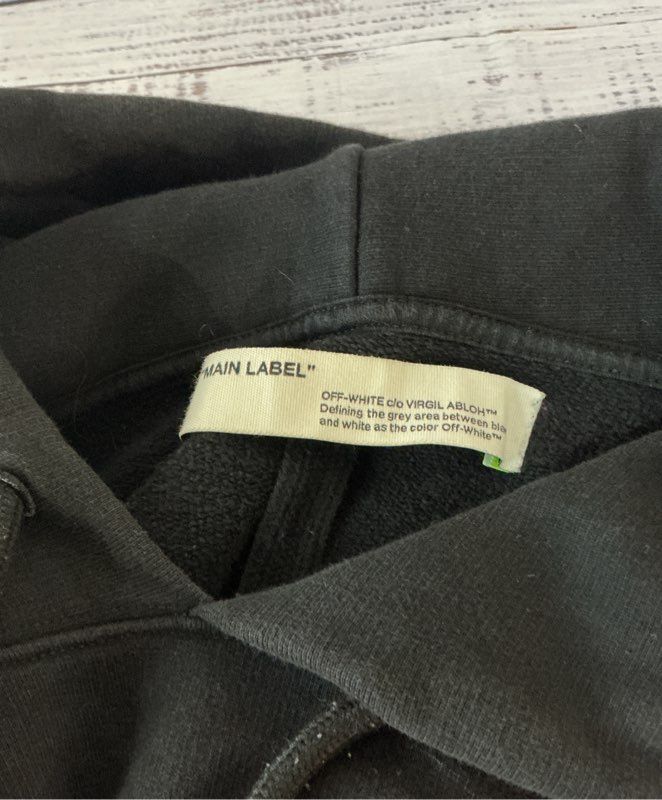 "MAIN LABEL"
OFF-WHITE c/o VIRGIL ABLOH™
Defining the grey area between
and white as the color Off-White™